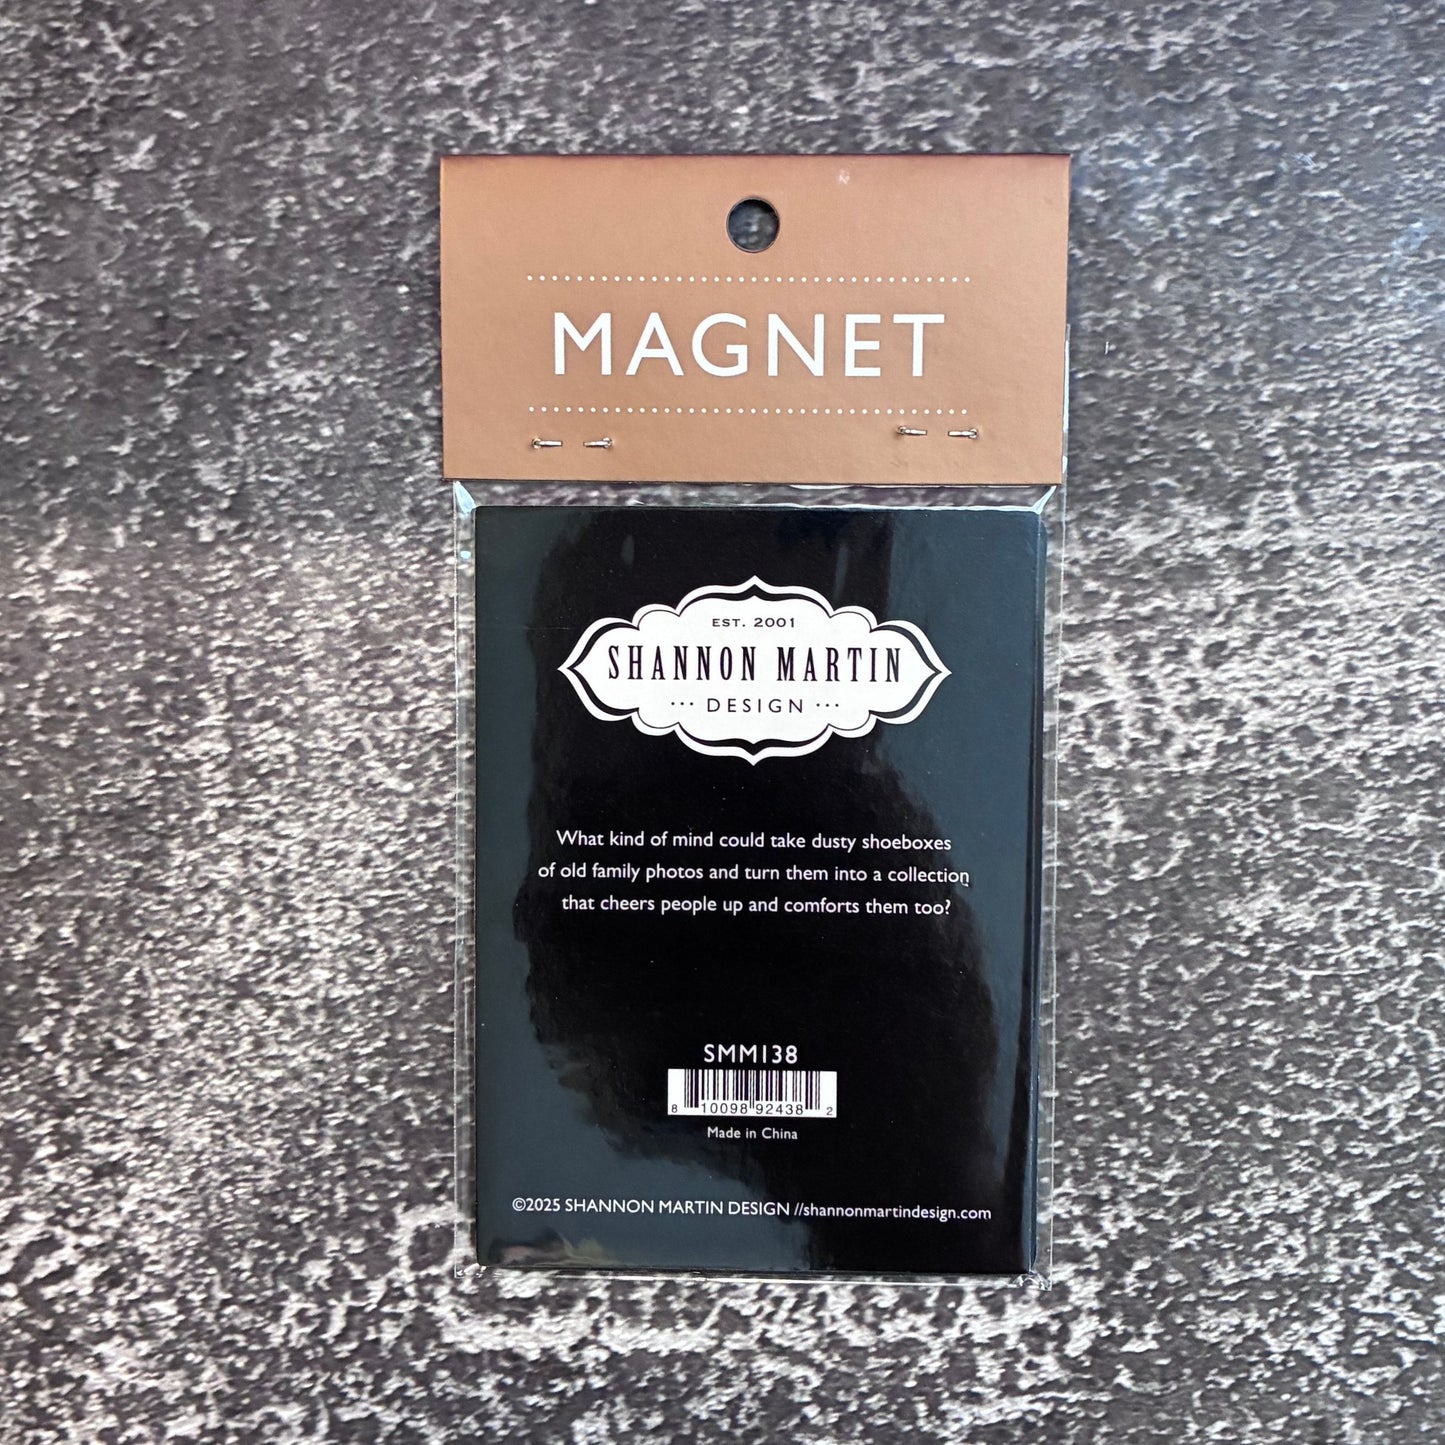 MAGNET
EST. 2001
SHANNON MARTIN
··· DESIGN ···
What kind of mind could take dusty shoeboxes
of old family photos and turn them into a collection
that cheers people up and comforts them too?
SMM138
8 10098 92438 2
Made in China
©2025 SHANNON MARTIN DESIGN //shannonmartindesign.com